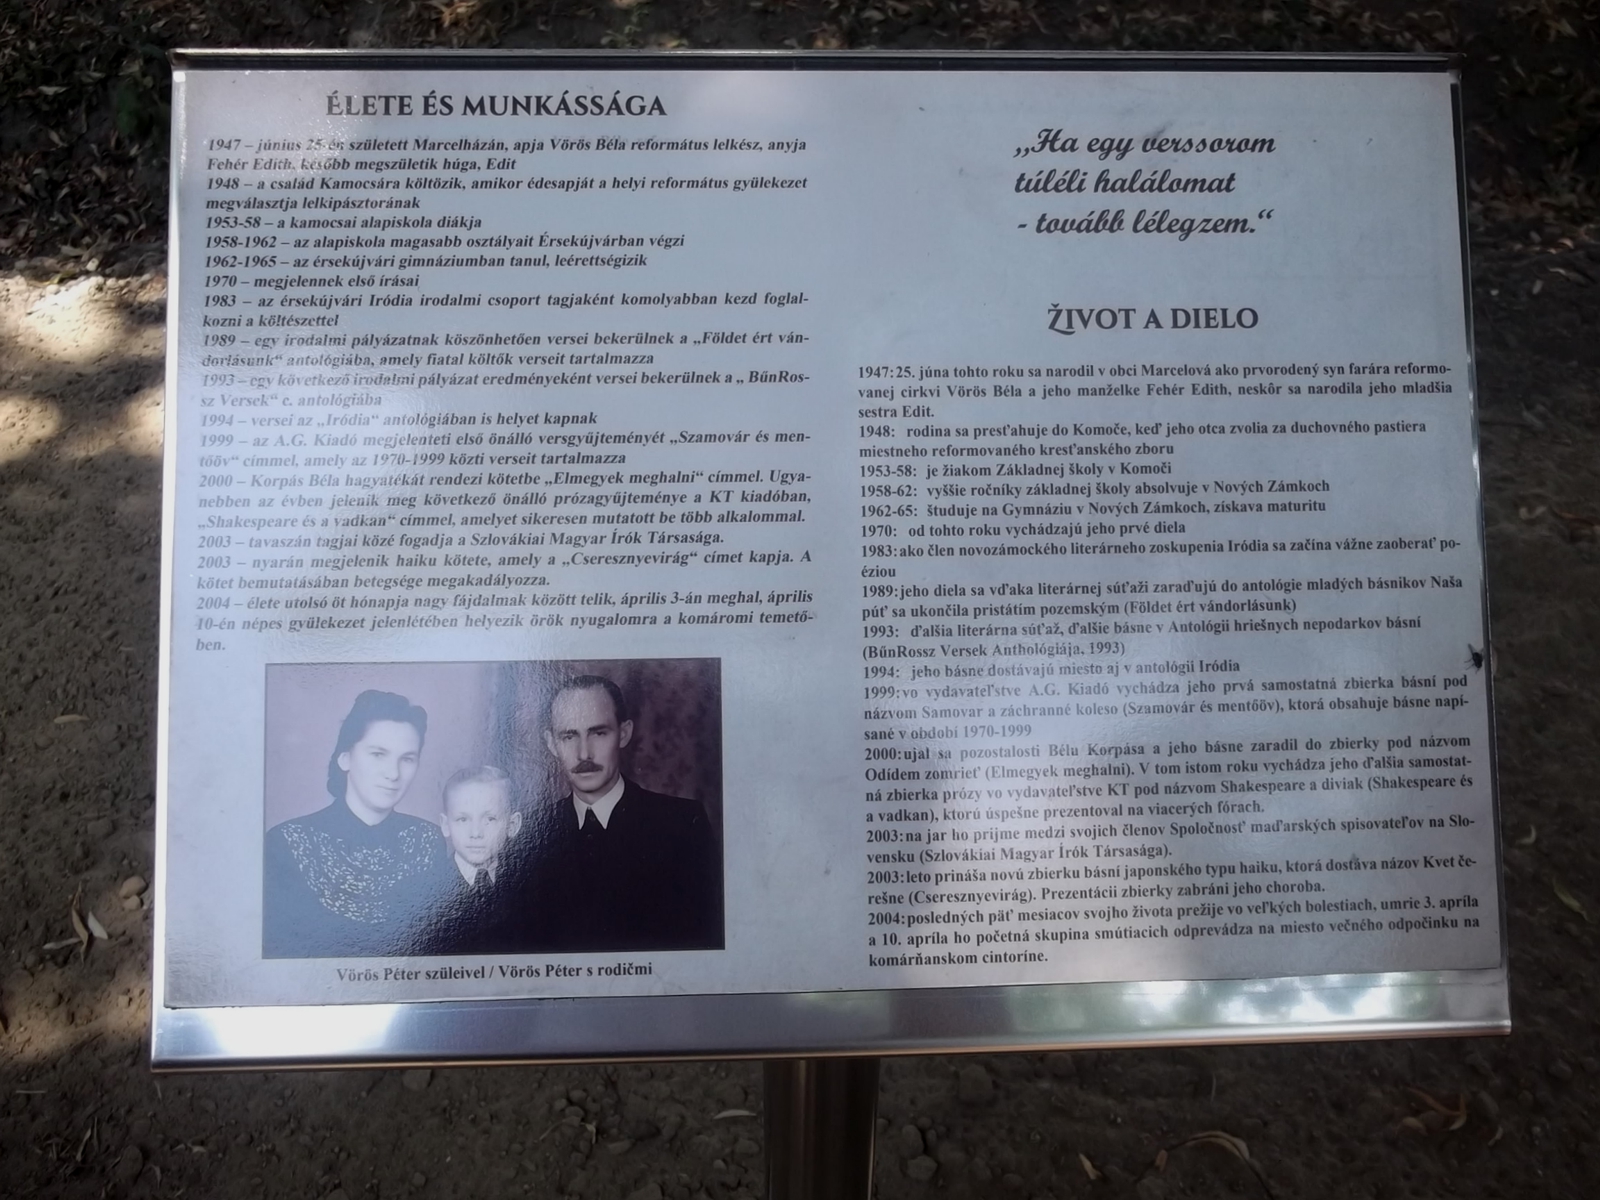 ÉLETE ÉS MUNKÁSSÁGA
1947 – június 25-én született Marcelházán, apja Vörös Béla református lelkész, anyja
Fehér Edith, később megszületik húga, Edit
1948 – a család Kamocsára költözik, amikor édesapját a helyi református gyülekezet
megválasztja lelkipásztorának
1953-58 – a kamocsai alapiskola diákja
1958-1962 – az alapiskola magasabb osztályait Érsekújvárban végzi
1962-1965 – az érsekújvári gimnáziumban tanul, leérettségizik
1970 – megjelennek első írásai
1983 – az érsekújvári Iródia irodalmi csoport tagjaként komolyabban kezd foglal-
kozni a költészettel
1989 – egy irodalmi pályázatnak köszönhetően versei bekerülnek a „Földet ért ván-
dorlásunk“ antológiába, amely fiatal költők verseit tartalmazza
1993 – egy következő irodalmi pályázat eredményeként versei bekerülnek a „ BűnRos-
sz Versek“ c. antológiába
1994 – versei az „Iródia“ antológiában is helyet kapnak
1999 – az A.G. Kiadó megjelenteti első önálló versgyűjteményét „Szamovár és men-
tőöv“ címmel, amely az 1970-1999 közti verseit tartalmazza
2000 – Korpás Béla hagyatékát rendezi kötetbe „Elmegyek meghalni“ címmel. Ugya-
nebben az évben jelenik meg következő önálló prózagyűjteménye a KT kiadóban,
„Shakespeare és a vadkan“ címmel, amelyet sikeresen mutatott be több alkalommal.
2003 – tavaszán tagjai közé fogadja a Szlovákiai Magyar Írók Társasága.
2003 – nyarán megjelenik haiku kötete, amely a „Cseresznyevirág“ címet kapja. A
kötet bemutatásában betegsége megakadályozza.
2004 – élete utolsó öt hónapja nagy fájdalmak között telik, április 3-án meghal, április
10-én népes gyülekezet jelenlétében helyezik örök nyugalomra a komáromi temető-
ben.
Vörös Péter szüleivel / Vörös Péter s rodičmi
„Ha egy verssorom
túléli halálomat
- tovább lélegzem.“
ŽIVOT A DIELO
1947: 25. júna tohto roku sa narodil v obci Marcelová ako prvorodený syn farára reformo-
vanej cirkvi Vörös Béla a jeho manželke Fehér Edith, neskôr sa narodila jeho mladšia
sestra Edit.
1948: rodina sa presťahuje do Komoče, keď jeho otca zvolia za duchovného pastiera
miestneho reformovaného kresťanského zboru
1953-58: je žiakom Základnej školy v Komoči
1958-62: vyššie ročníky základnej školy absolvuje v Nových Zámkoch
1962-65: študuje na Gymnáziu v Nových Zámkoch, získava maturitu
1970: od tohto roku vychádzajú jeho prvé diela
1983: ako člen novozámockého literárneho zoskupenia Iródia sa začína vážne zaoberať po-
éziou
1989: jeho diela sa vďaka literárnej súťaži zaraďujú do antológie mladých básnikov Naša
púť sa ukončila pristátím pozemským (Földet ért vándorlásunk)
1993: ďalšia literárna súťaž, ďalšie básne v Antológii hriešnych nepodarkov básní
(BűnRossz Versek Anthológiája, 1993)
1994: jeho básne dostávajú miesto aj v antológii Iródia
1999: vo vydavateľstve A.G. Kiadó vychádza jeho prvá samostatná zbierka básní pod
názvom Samovar a záchranné koleso (Szamovár és mentőöv), ktorá obsahuje básne napí-
sané v období 1970-1999
2000: ujal sa pozostalosti Bélu Korpása a jeho básne zaradil do zbierky pod názvom
Odídem zomrieť (Elmegyek meghalni). V tom istom roku vychádza jeho ďalšia samostat-
ná zbierka prózy vo vydavateľstve KT pod názvom Shakespeare a diviak (Shakespeare és
a vadkan), ktorú úspešne prezentoval na viacerých fórach.
2003: na jar ho prijme medzi svojich členov Spoločnosť maďarských spisovateľov na Slo-
vensku (Szlovákiai Magyar Írók Társasága).
2003: leto prináša novú zbierku básní japonského typu haiku, ktorá dostáva názov Kvet če-
rešne (Cseresznyevirág). Prezentácii zbierky zabráni jeho choroba.
2004: posledných päť mesiacov svojho života prežije vo veľkých bolestiach, umrie 3. apríla
a 10. apríla ho početná skupina smútiacich odprevádza na miesto večného odpočinku na
komárňanskom cintoríne.